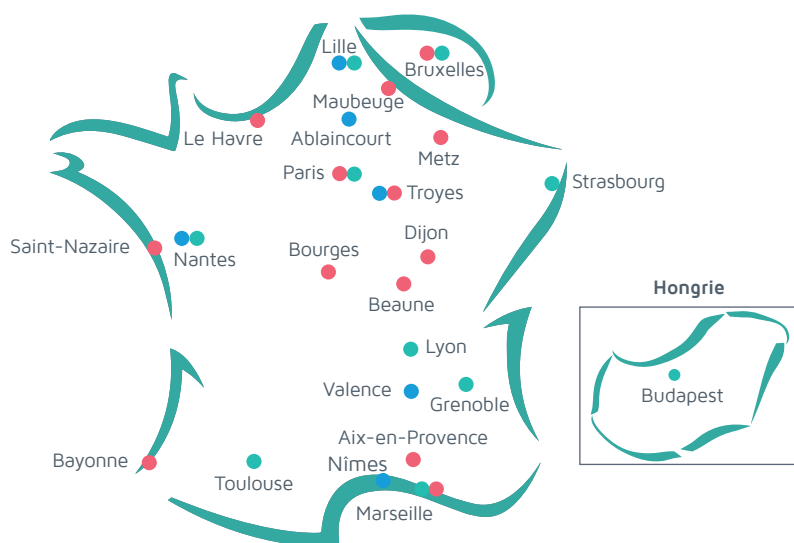 Lille
Bruxelles
Maubeuge
Le Havre
Ablaincourt
Metz
Paris
Troyes
Strasbourg
Saint-Nazaire
Nantes
Bourges
Dijon
Beaune
Hongrie
Lyon
Valence
Grenoble
Budapest
Aix-en-Provence
Bayonne
Nîmes
Toulouse
Marseille